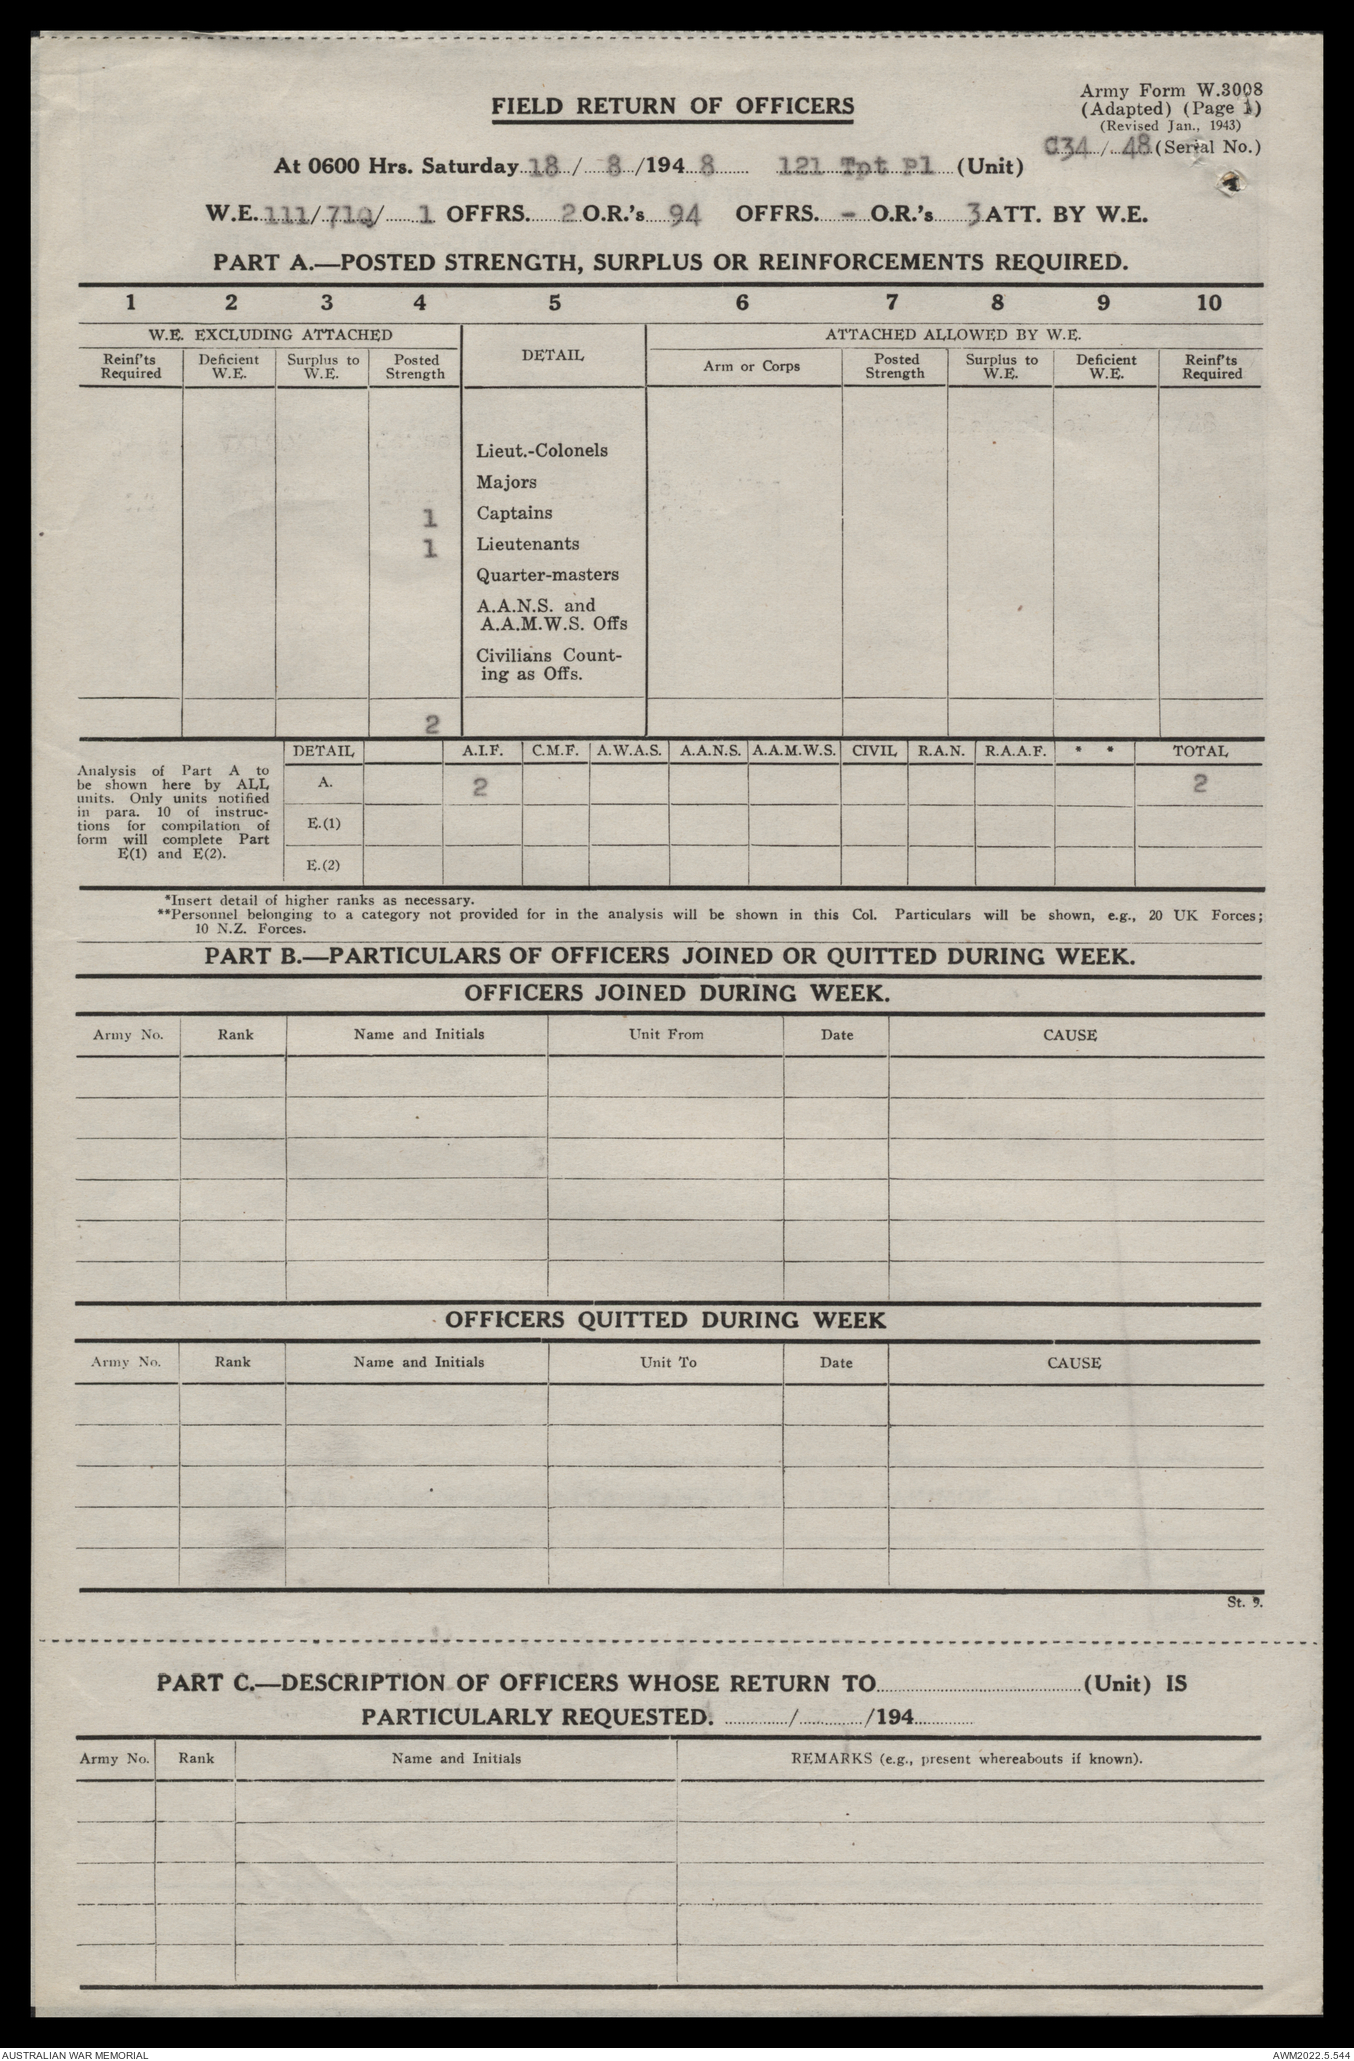 Army Form W.3008
FIELD RETURN OF OFFICERS
(Adapted) (Page 1)
(Revised Jan., 1943)
C34 / 48 (Serial No.)
At 0600 Hrs. Saturday 18 / 8 /194 8 121 Tpt Pl (Unit)
W.E. 111/710/ 1 OFFRS. 2 O.R.'s 94 OFFRS. - O.R.'s 3 ATT. BY W.E.
PART A.—POSTED STRENGTH, SURPLUS OR REINFORCEMENTS REQUIRED.
1 2 3 4 5 6 7 8 9 10
W.E. EXCLUDING ATTACHED DETAIL ATTACHED ALLOWED BY W.E.
Reinf'ts Required Deficient W.E. Surplus to W.E. Posted Strength Arm or Corps Posted Strength Surplus to W.E. Deficient W.E. Reinf'ts Required
Lieut.-Colonels
Majors
1 Captains
1 Lieutenants
Quarter-masters
A.A.N.S. and
A.A.M.W.S. Offs
Civilians Count-
ing as Offs.
2
DETAIL A.I.F. C.M.F. A.W.A.S. A.A.N.S. A.A.M.W.S. CIVIL R.A.N. R.A.A.F. * * TOTAL
Analysis of Part A to
be shown here by ALL
units. Only units notified
in para. 10 of instruc-
tions for compilation of
form will complete Part
E(1) and E(2).
A. 2 2
E.(1)
E.(2)
*Insert detail of higher ranks as necessary.
**Personnel belonging to a category not provided for in the analysis will be shown in this Col. Particulars will be shown, e.g., 20 UK Forces;
10 N.Z. Forces.
PART B.—PARTICULARS OF OFFICERS JOINED OR QUITTED DURING WEEK.
OFFICERS JOINED DURING WEEK.
Army No. Rank Name and Initials Unit From Date CAUSE
OFFICERS QUITTED DURING WEEK
Army No. Rank Name and Initials Unit To Date CAUSE
St. 9.
PART C.—DESCRIPTION OF OFFICERS WHOSE RETURN TO (Unit) IS
PARTICULARLY REQUESTED. / /194
Army No. Rank Name and Initials REMARKS (e.g., present whereabouts if known).
AUSTRALIAN WAR MEMORIAL AWM2022.5.544